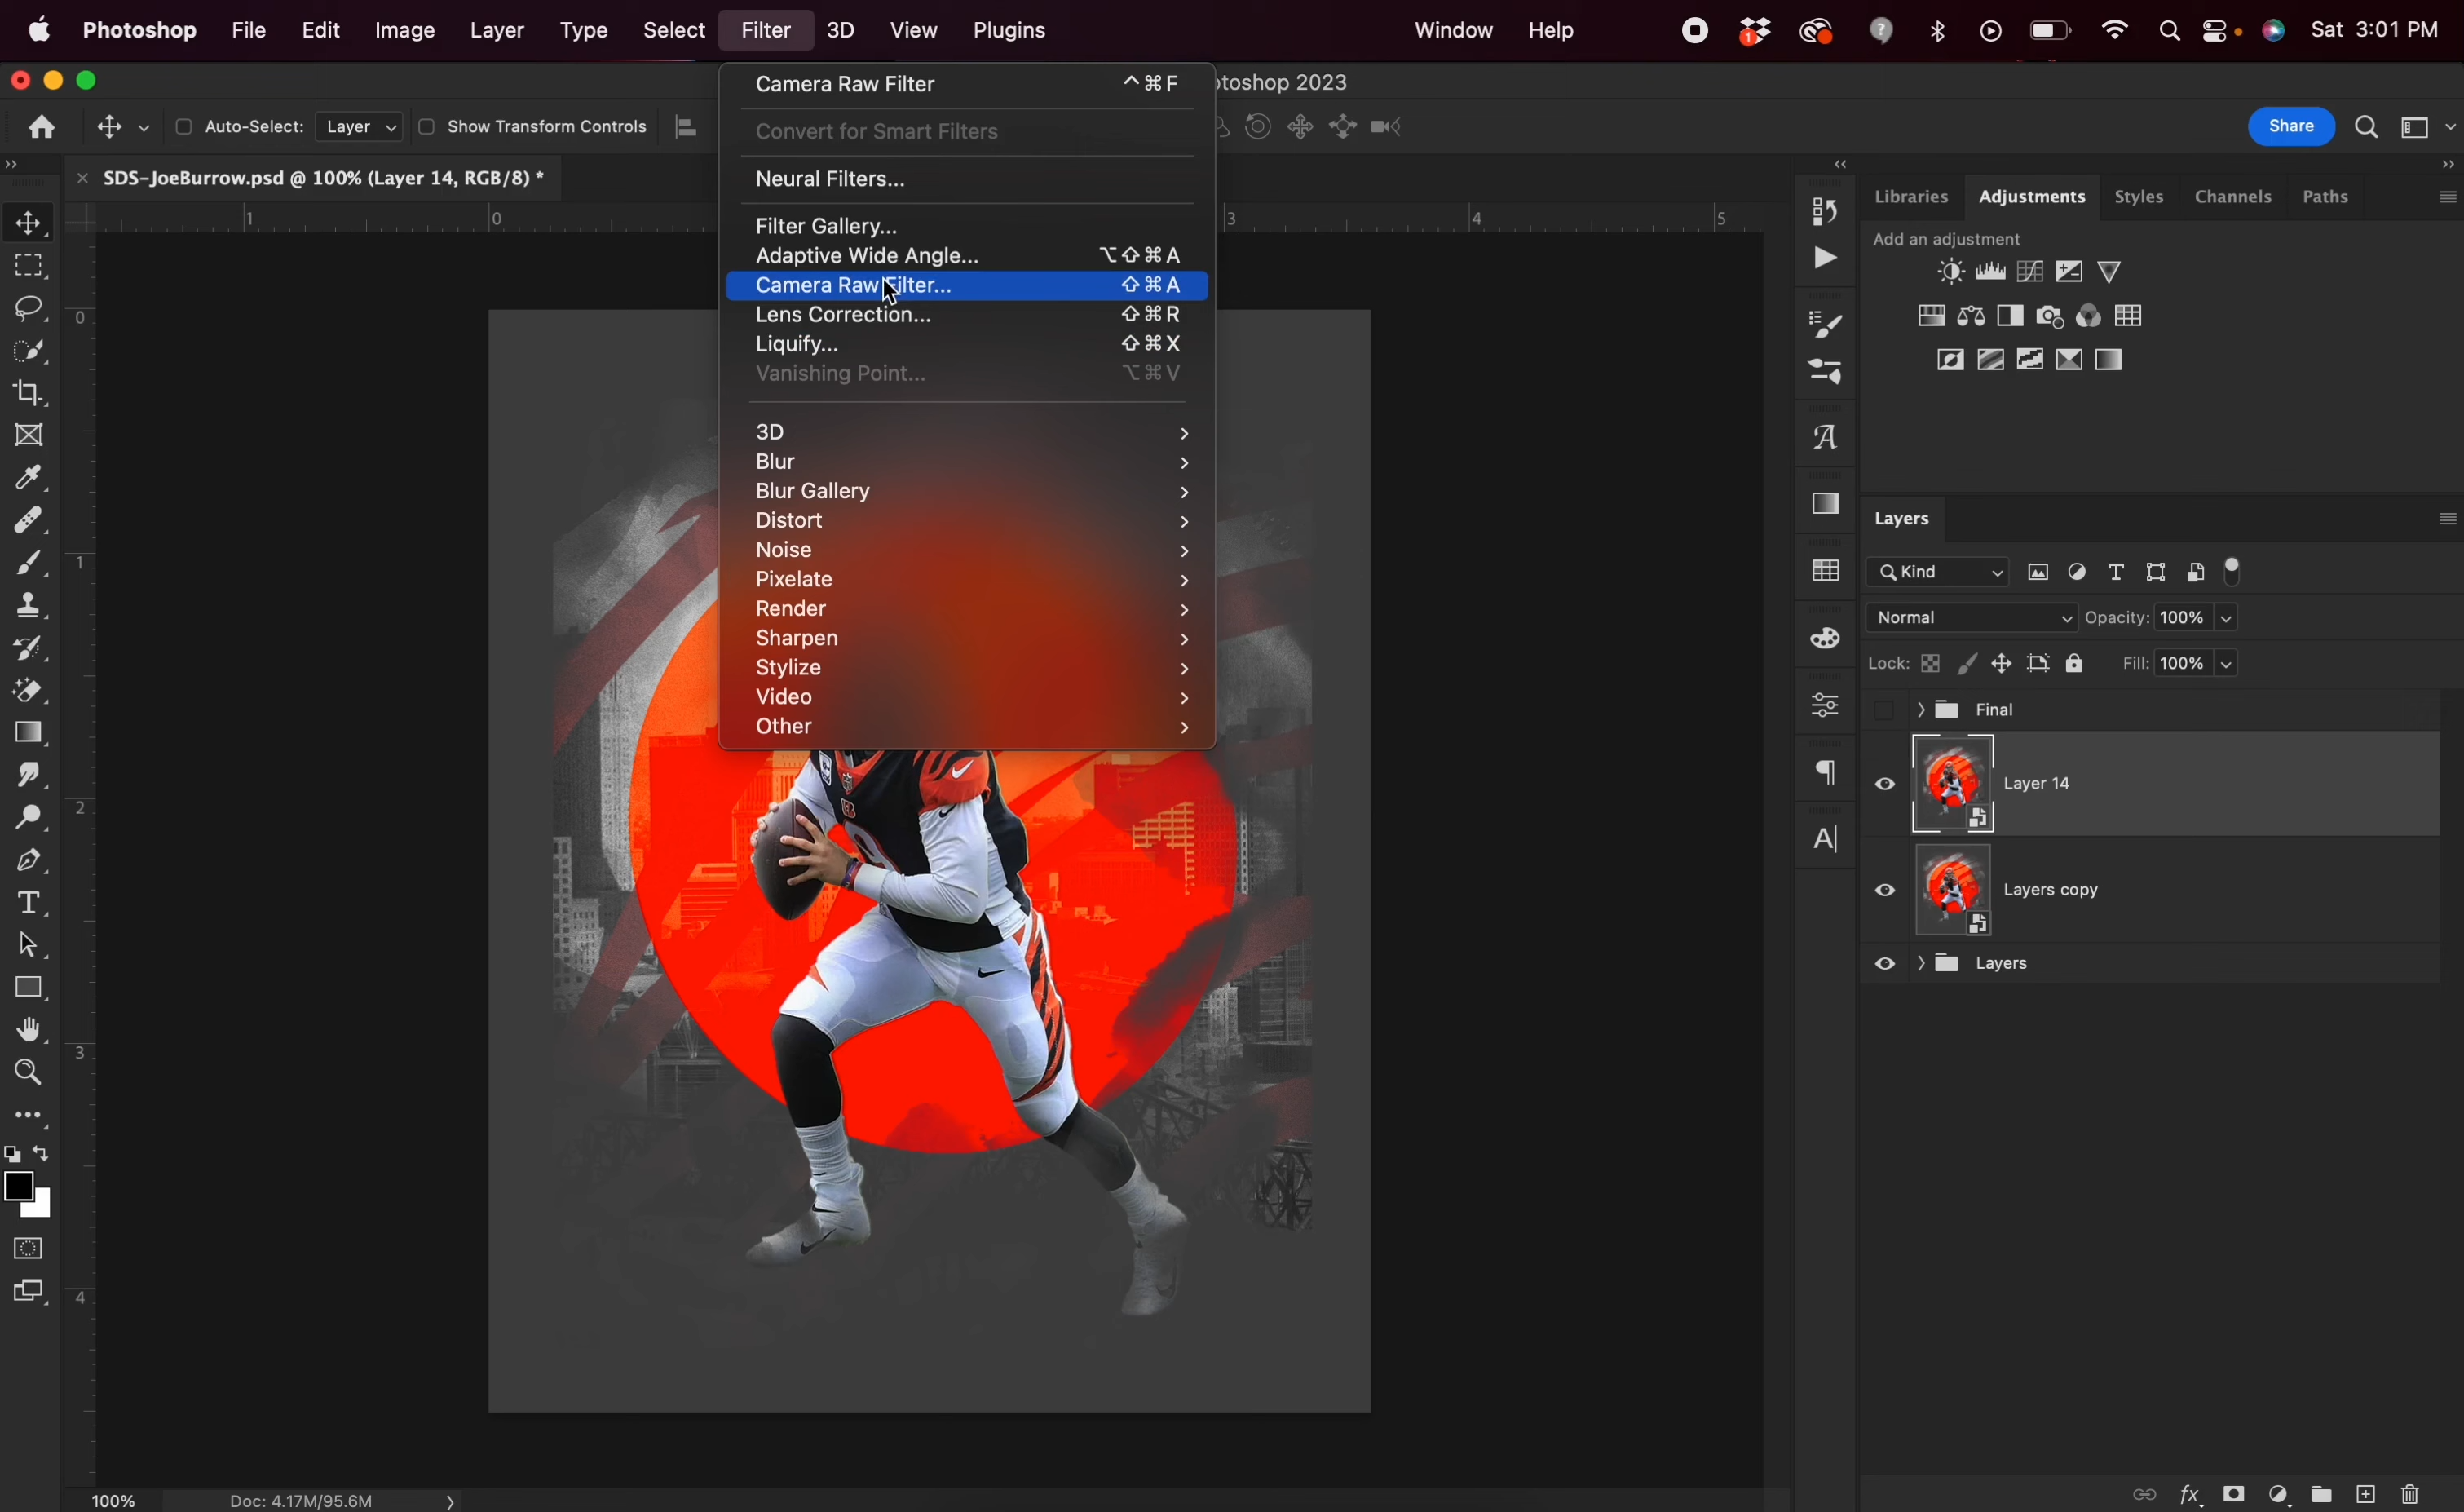 Photoshop File Edit Image Layer Type Select Filter 3D View Plugins Window Help 1 ? Sat 3:01 PM
toshop 2023
Auto-Select: Layer Show Transform Controls Share
SDS-JoeBurrow.psd @ 100% (Layer 14, RGB/8) *
1 0 3 4 5
0
1
2
3
4
Camera Raw Filter ^⌘F
Convert for Smart Filters
Neural Filters...
Filter Gallery...
Adaptive Wide Angle... ⌥⇧⌘A
Camera Raw Filter... ⇧⌘A
Lens Correction... ⇧⌘R
Liquify... ⇧⌘X
Vanishing Point... ⌥⌘V
3D
Blur
Blur Gallery
Distort
Noise
Pixelate
Render
Sharpen
Stylize
Video
Other
Libraries Adjustments Styles Channels Paths
Add an adjustment
Layers
Kind
Normal Opacity: 100%
Lock: Fill: 100%
Final
Layer 14
Layers copy
Layers
fx
100% Doc: 4.17M/95.6M